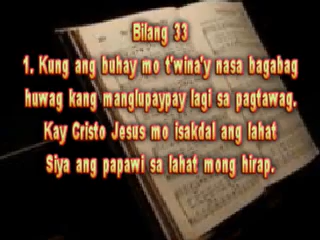 Bilang 33
1. Kung ang buhay mo t'wina'y nasa bagabag
huwag kang manglupaypay lagi sa pagtawag.
Kay Cristo Jesus mo isakdal ang lahat
Siya ang papawi sa lahat mong hirap.